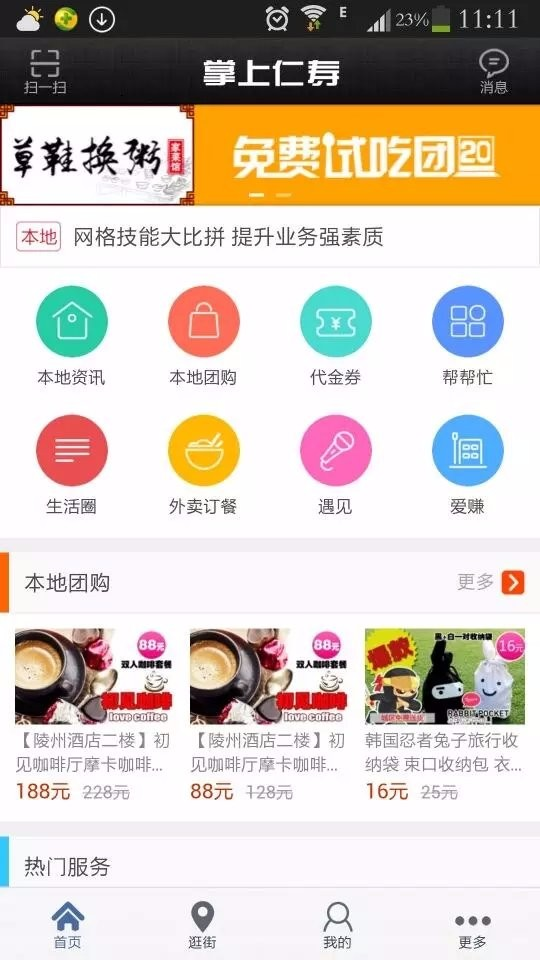 E
23%
11:11
扫一扫
掌上仁寿
消息
草鞋换粥
家菜馆
免费试吃团20
本地
网格技能大比拼 提升业务强素质
本地资讯
本地团购
¥
代金券
帮帮忙
生活圈
外卖订餐
遇见
爱赚
本地团购
更多
88元
双人咖啡套餐
初见咖啡
love coffee
88元
双人咖啡套餐
初见咖啡
love coffee
黑+白一对收纳袋
16元
爆款
RABBIT POCKET
【陵州酒店二楼】初
见咖啡厅摩卡咖啡...
188元
228元
【陵州酒店二楼】初
见咖啡厅摩卡咖啡...
88元
128元
韩国忍者兔子旅行收
纳袋 束口收纳包 衣...
16元
25元
热门服务
首页
逛街
我的
更多